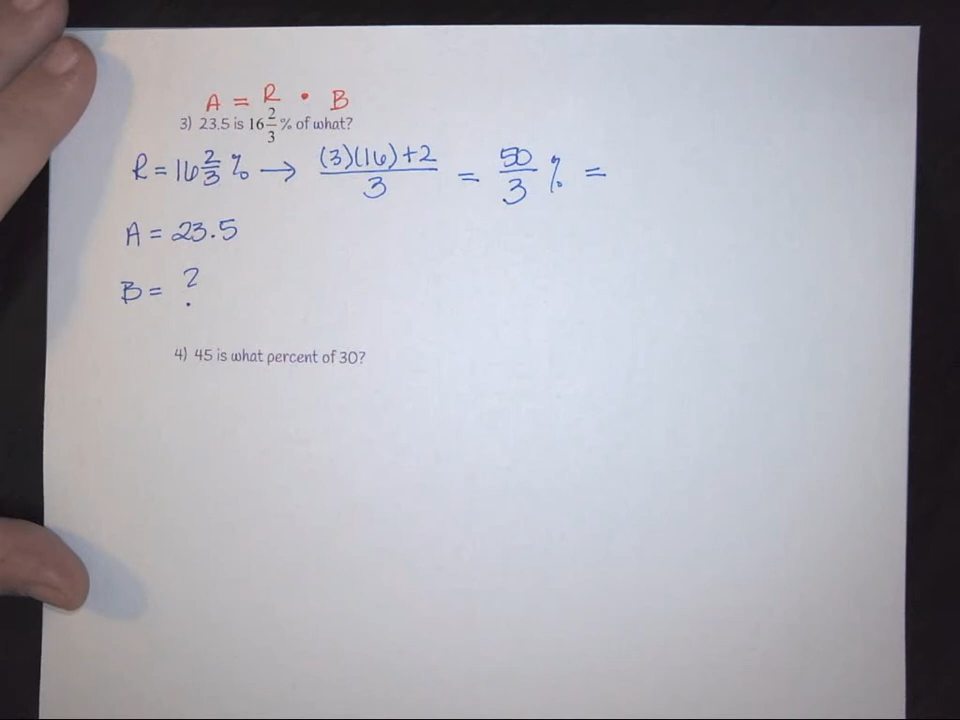 A = R • B
3) 23.5 is 16 2/3 % of what?
R = 16 2/3 % → (3)(16)+2 / 3 = 50/3 % =
A = 23.5
B = ?
4) 45 is what percent of 30?